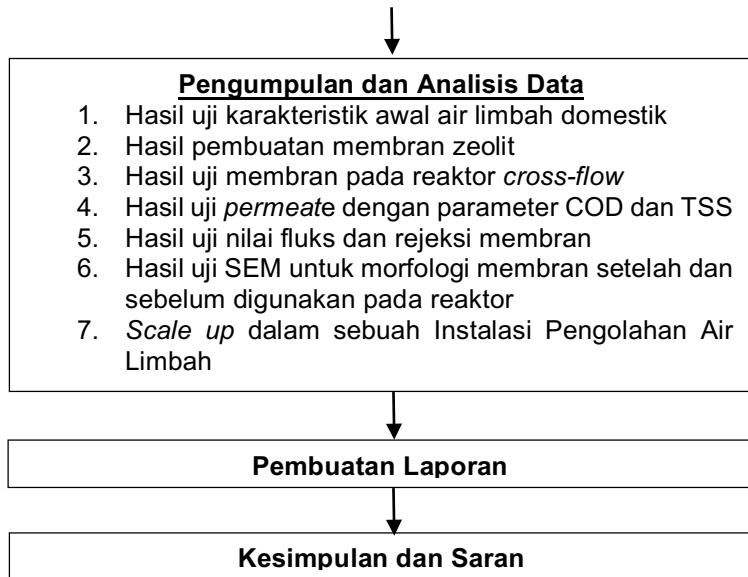 Pengumpulan dan Analisis Data
1. Hasil uji karakteristik awal air limbah domestik
2. Hasil pembuatan membran zeolit
3. Hasil uji membran pada reaktor cross-flow
4. Hasil uji permeate dengan parameter COD dan TSS
5. Hasil uji nilai fluks dan rejeksi membran
6. Hasil uji SEM untuk morfologi membran setelah dan
sebelum digunakan pada reaktor
7. Scale up dalam sebuah Instalasi Pengolahan Air
Limbah
Pembuatan Laporan
Kesimpulan dan Saran